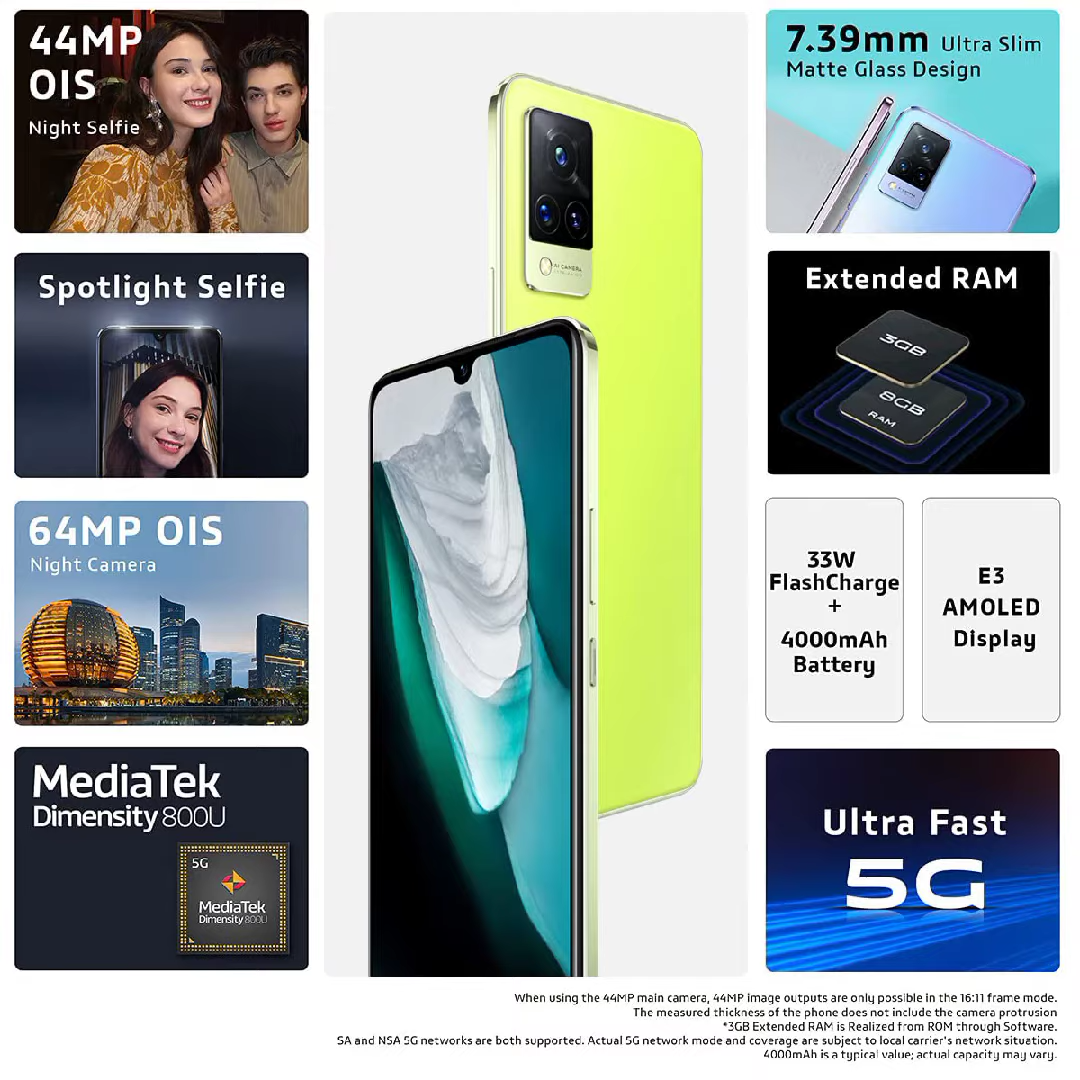 44MP
OIS
Night Selfie
Spotlight Selfie
64MP OIS
Night Camera
MediaTek
Dimensity 800U
5G
MediaTek
Dimensity 800U
AI CAMERA
7.39mm Ultra Slim
Matte Glass Design
Extended RAM
3GB
8GB
RAM
33W
FlashCharge
+
4000mAh
Battery
E3
AMOLED
Display
Ultra Fast
5G
When using the 44MP main camera, 44MP image outputs are only possible in the 16:11 frame mode.
The measured thickness of the phone does not include the camera protrusion
*3GB Extended RAM is Realized from ROM through Software.
SA and NSA 5G networks are both supported. Actual 5G network mode and coverage are subject to local carrier's network situation.
4000mAh is a typical value; actual capacity may vary.